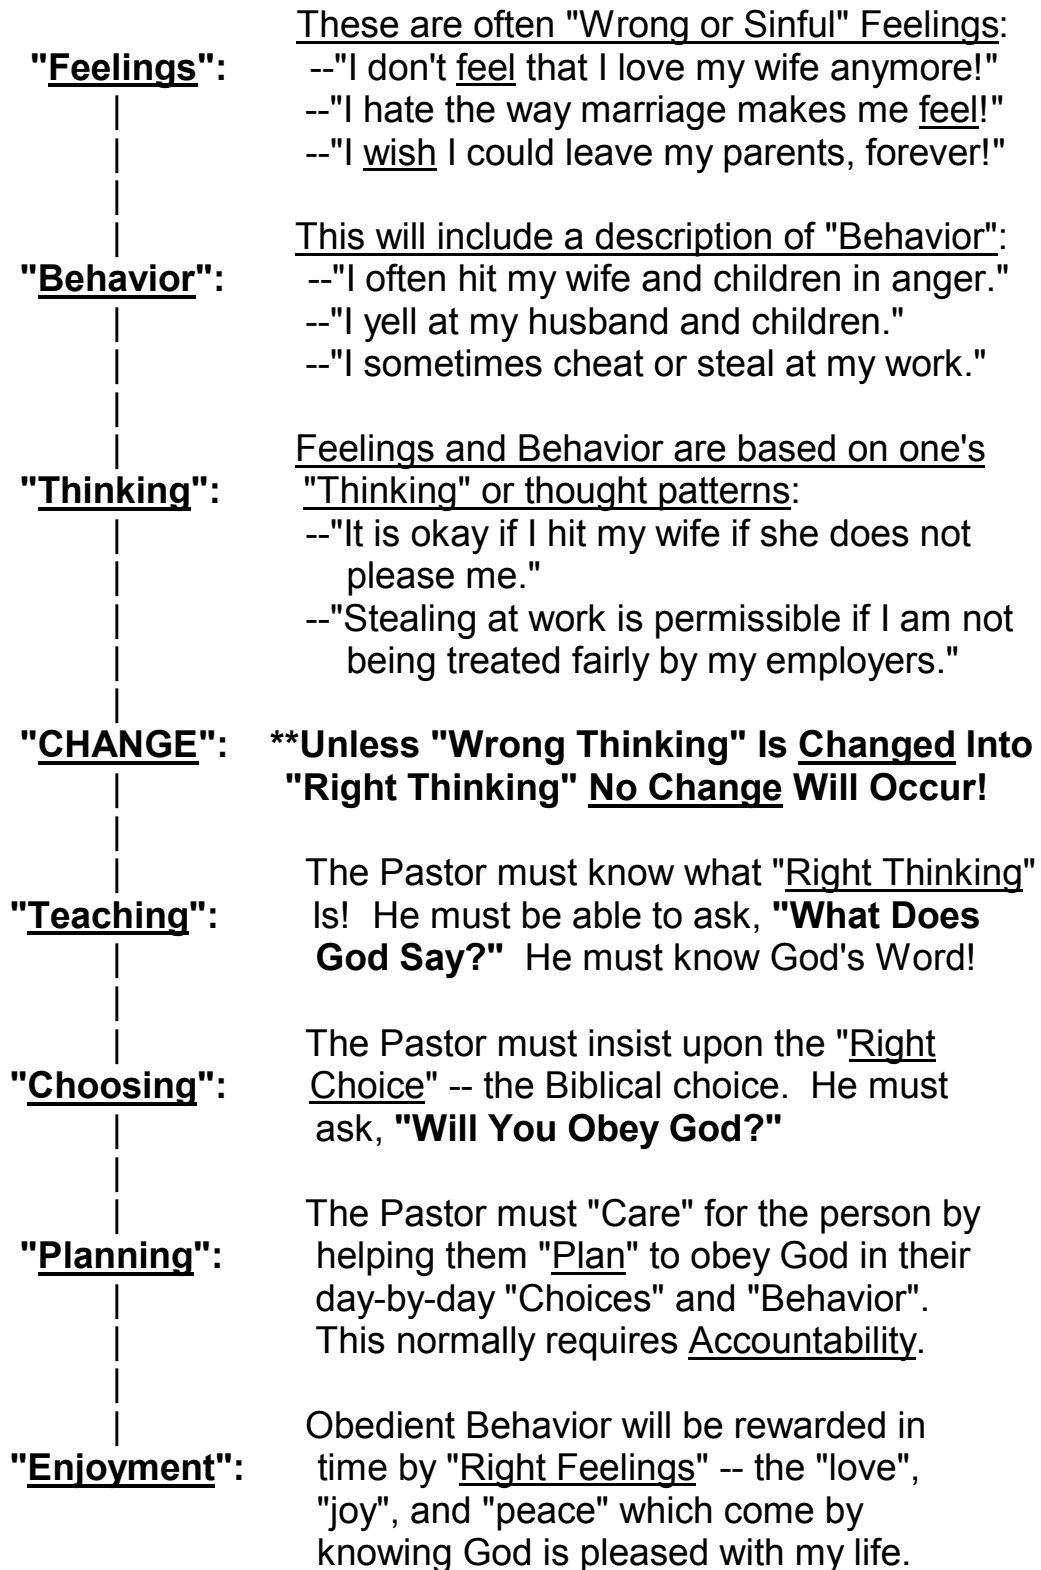 These are often "Wrong or Sinful" Feelings:
"Feelings": --"I don't feel that I love my wife anymore!"
--"I hate the way marriage makes me feel!"
--"I wish I could leave my parents, forever!"
This will include a description of "Behavior":
"Behavior": --"I often hit my wife and children in anger."
--"I yell at my husband and children."
--"I sometimes cheat or steal at my work."
Feelings and Behavior are based on one's
"Thinking": "Thinking" or thought patterns:
--"It is okay if I hit my wife if she does not
please me."
--"Stealing at work is permissible if I am not
being treated fairly by my employers."
"CHANGE": **Unless "Wrong Thinking" Is Changed Into
"Right Thinking" No Change Will Occur!
The Pastor must know what "Right Thinking"
"Teaching": Is! He must be able to ask, "What Does
God Say?" He must know God's Word!
The Pastor must insist upon the "Right
"Choosing": Choice" -- the Biblical choice. He must
ask, "Will You Obey God?"
The Pastor must "Care" for the person by
"Planning": helping them "Plan" to obey God in their
day-by-day "Choices" and "Behavior".
This normally requires Accountability.
Obedient Behavior will be rewarded in
"Enjoyment": time by "Right Feelings" -- the "love",
"joy", and "peace" which come by
knowing God is pleased with my life.